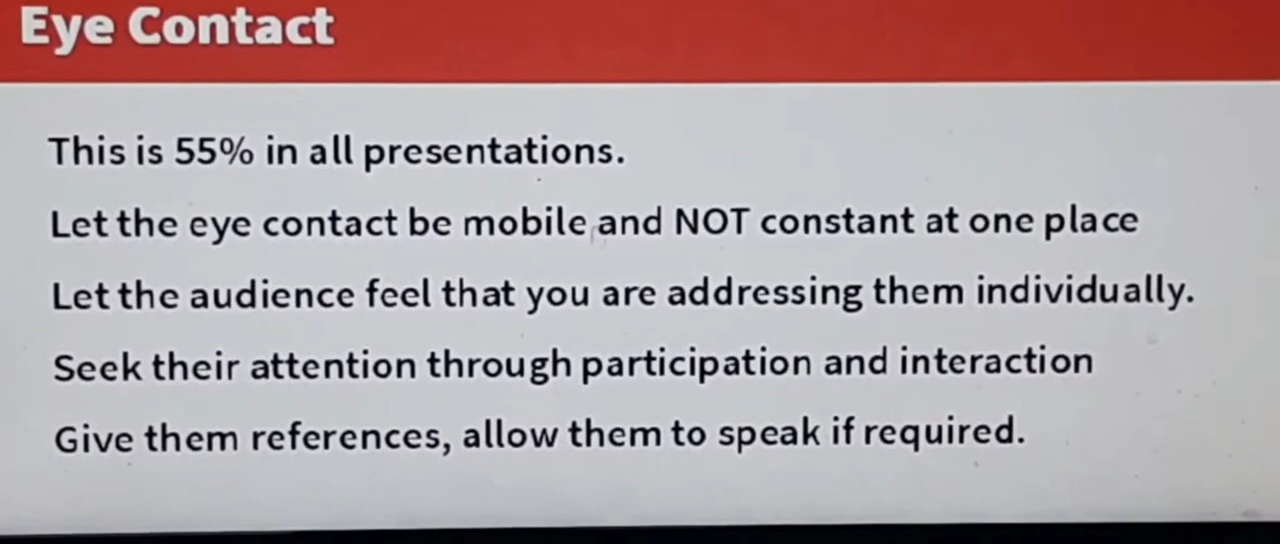 Eye Contact
This is 55% in all presentations.
Let the eye contact be mobile and NOT constant at one place
Let the audience feel that you are addressing them individually.
Seek their attention through participation and interaction
Give them references, allow them to speak if required.